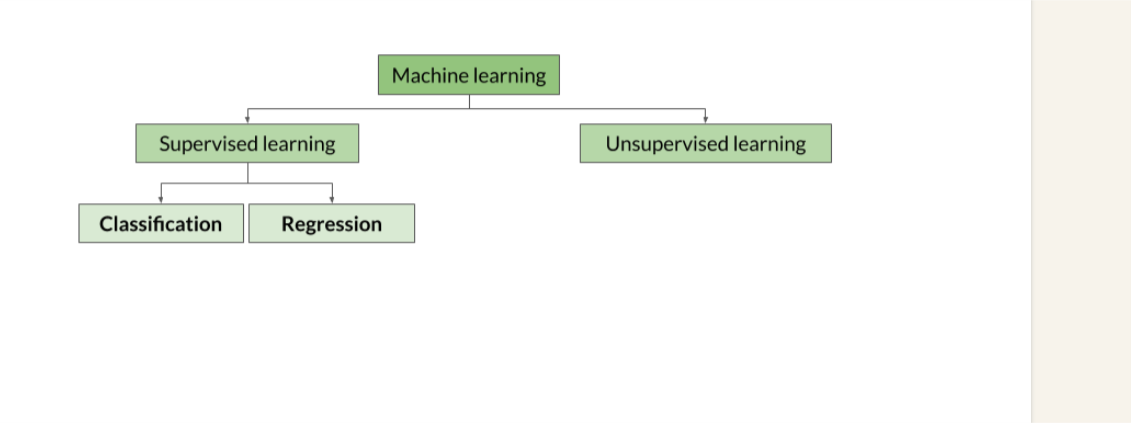 Machine learning
Supervised learning
Unsupervised learning
Classification
Regression